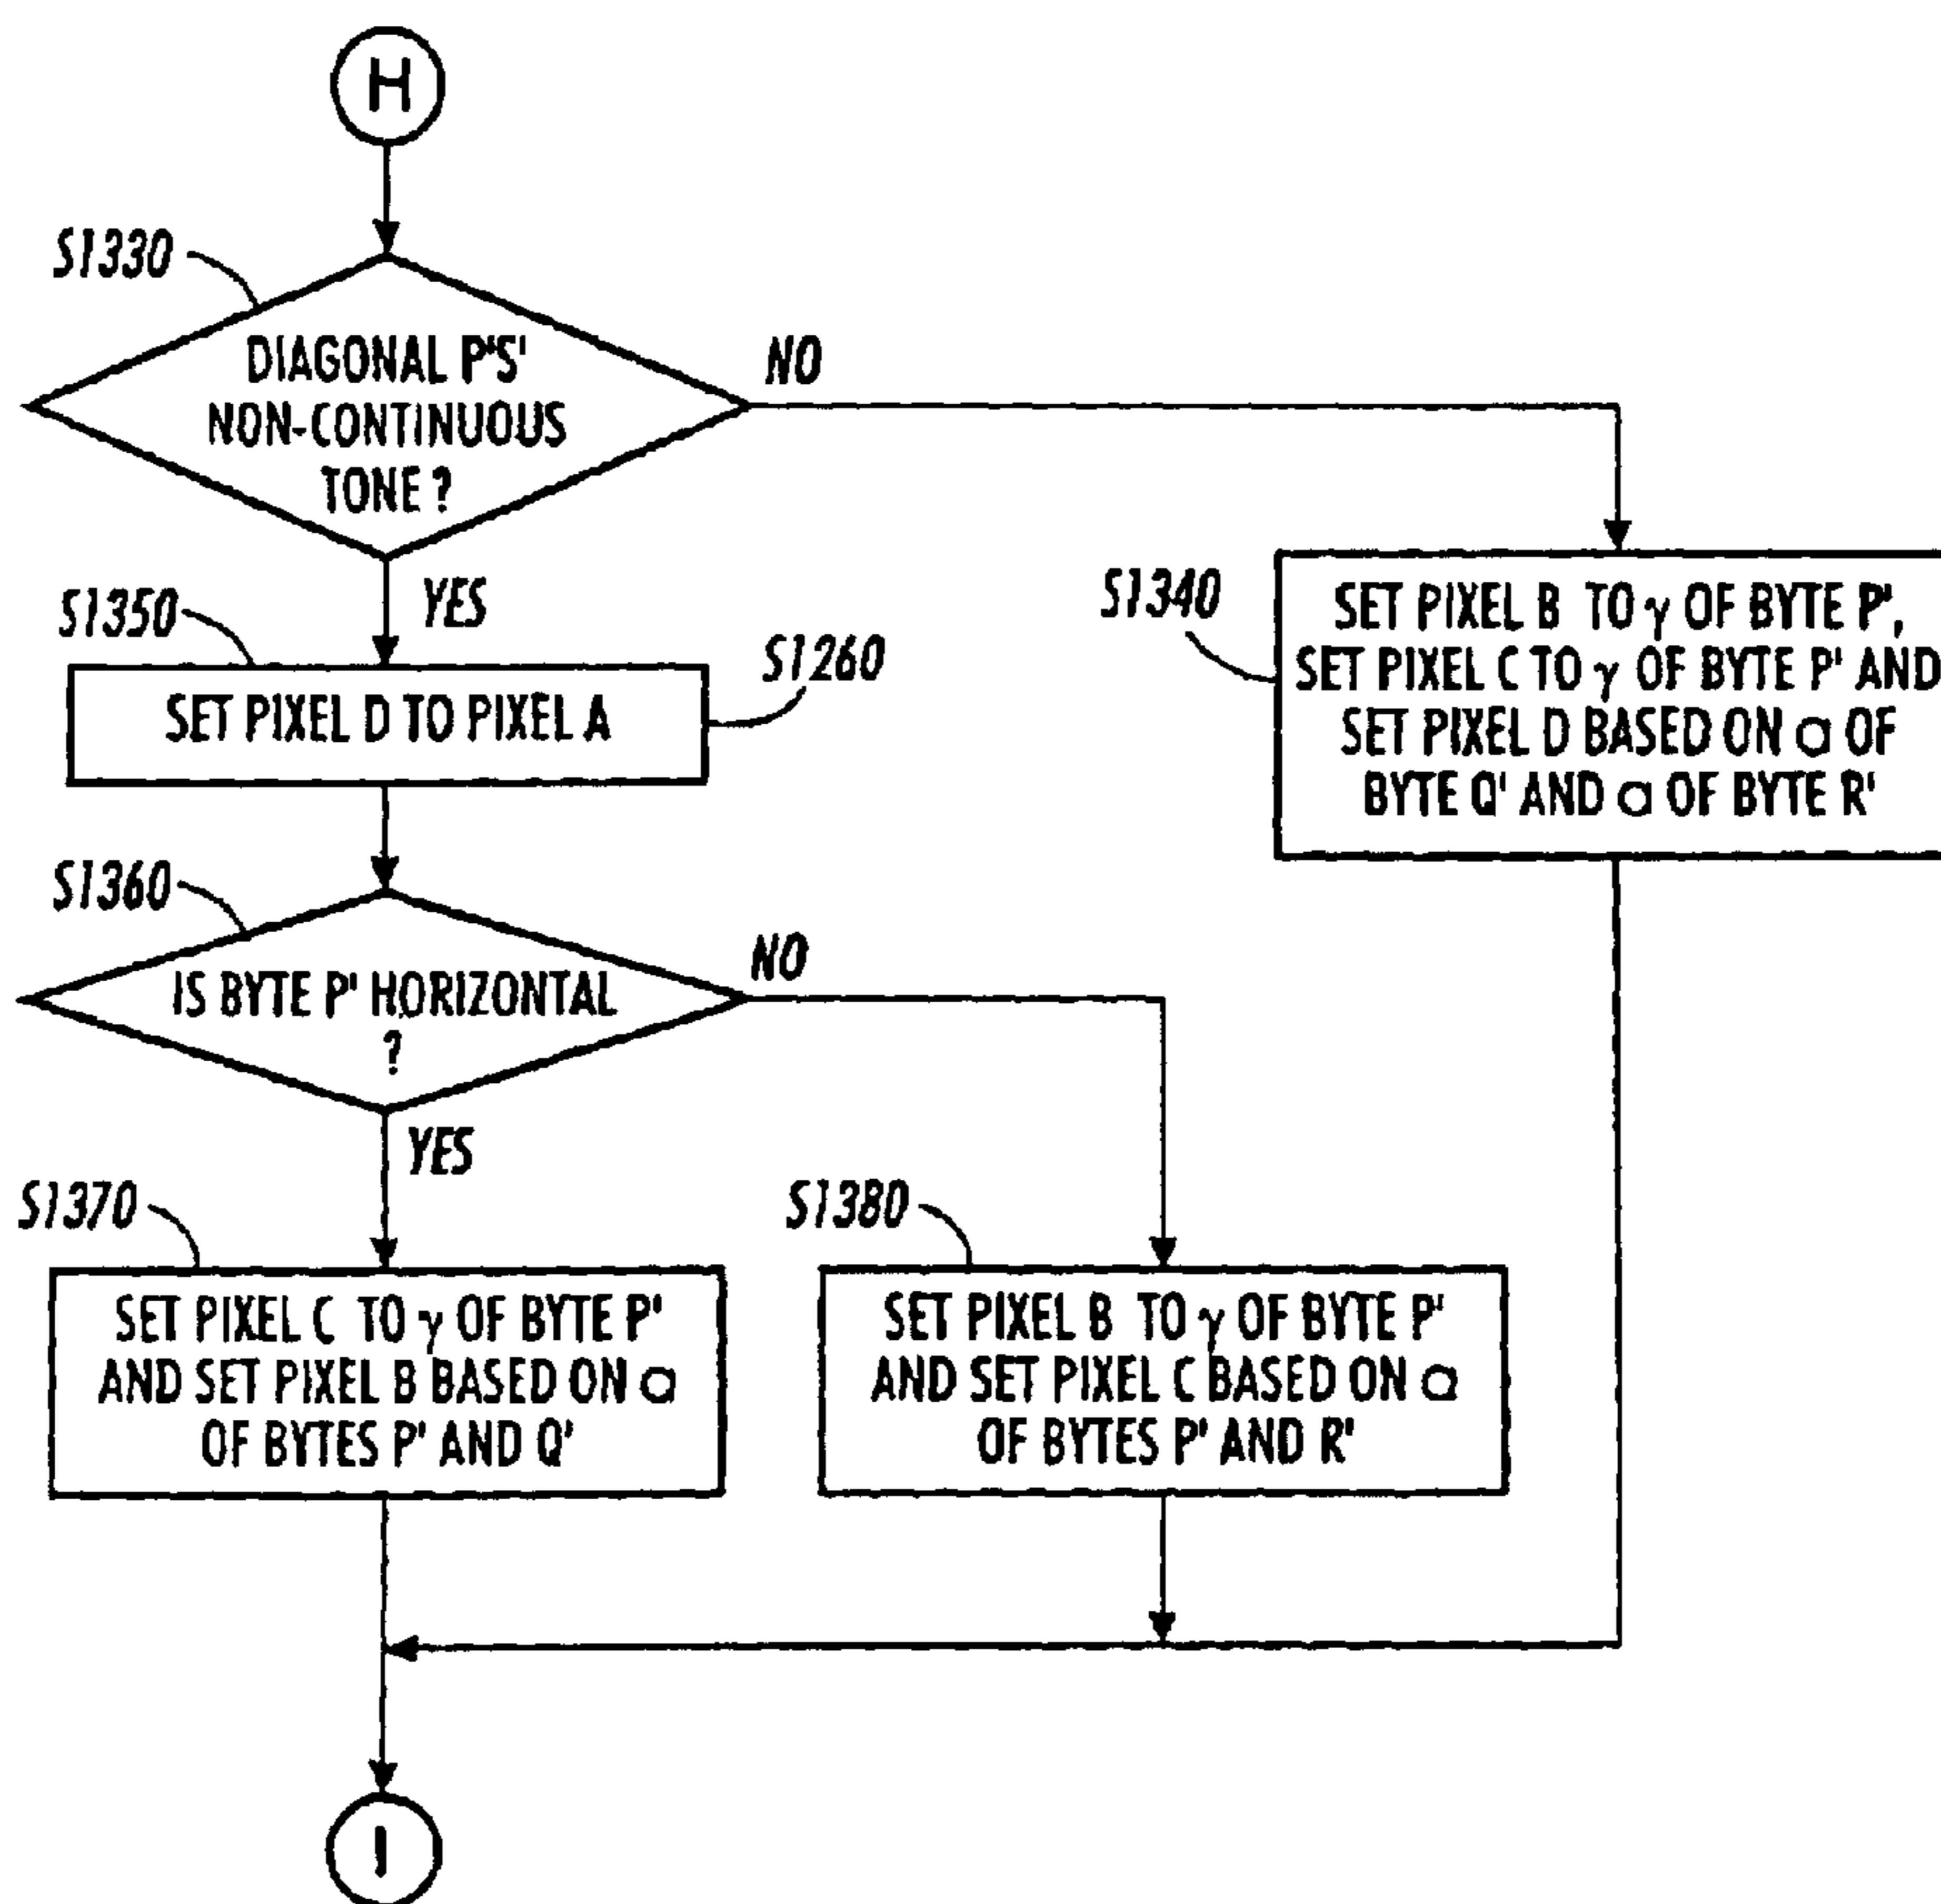 H
S1330
DIAGONAL P'S'
NON-CONTINUOUS
TONE ?
NO
YES
S1350
S1260
SET PIXEL D TO PIXEL A
S1340
SET PIXEL B TO γ OF BYTE P',
SET PIXEL C TO γ OF BYTE P' AND
SET PIXEL D BASED ON α OF
BYTE Q' AND α OF BYTE R'
S1360
IS BYTE P' HORIZONTAL
?
NO
YES
S1370
SET PIXEL C TO γ OF BYTE P'
AND SET PIXEL B BASED ON α
OF BYTES P' AND Q'
S1380
SET PIXEL B TO γ OF BYTE P'
AND SET PIXEL C BASED ON α
OF BYTES P' AND R'
I